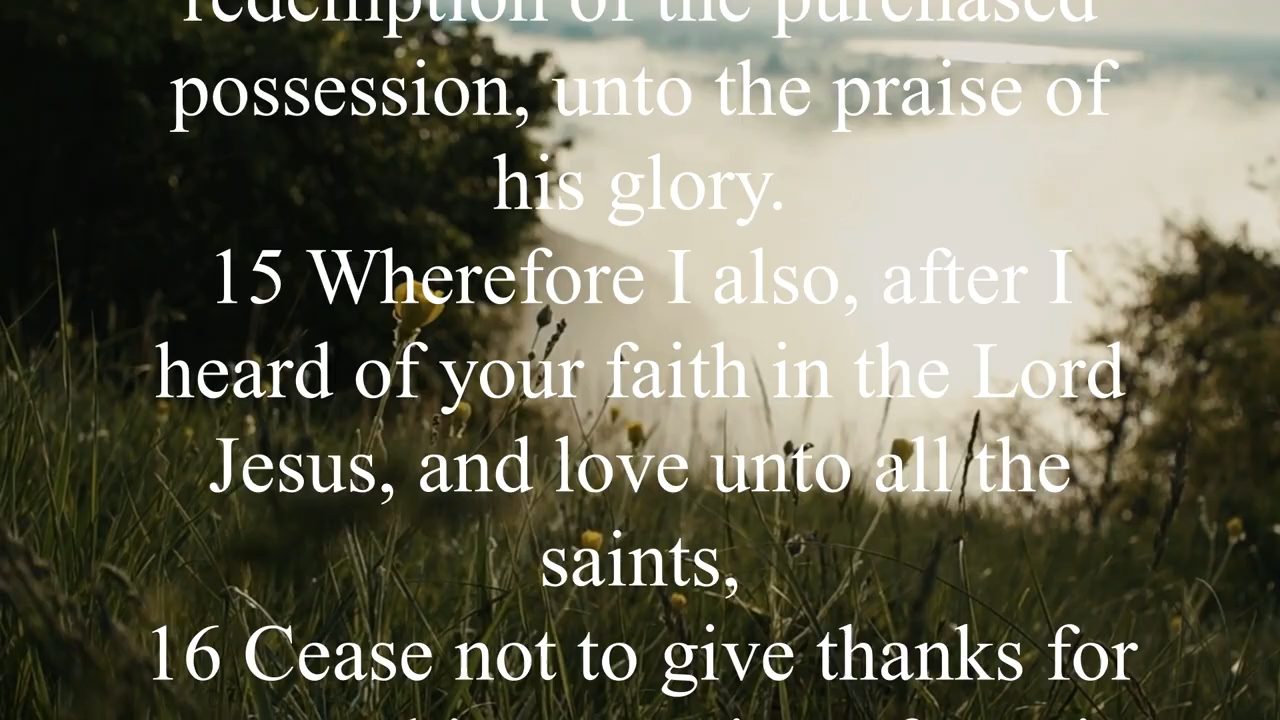 redemption of the purchased
possession, unto the praise of
his glory.
15 Wherefore I also, after I
heard of your faith in the Lord
Jesus, and love unto all the
saints,
16 Cease not to give thanks for